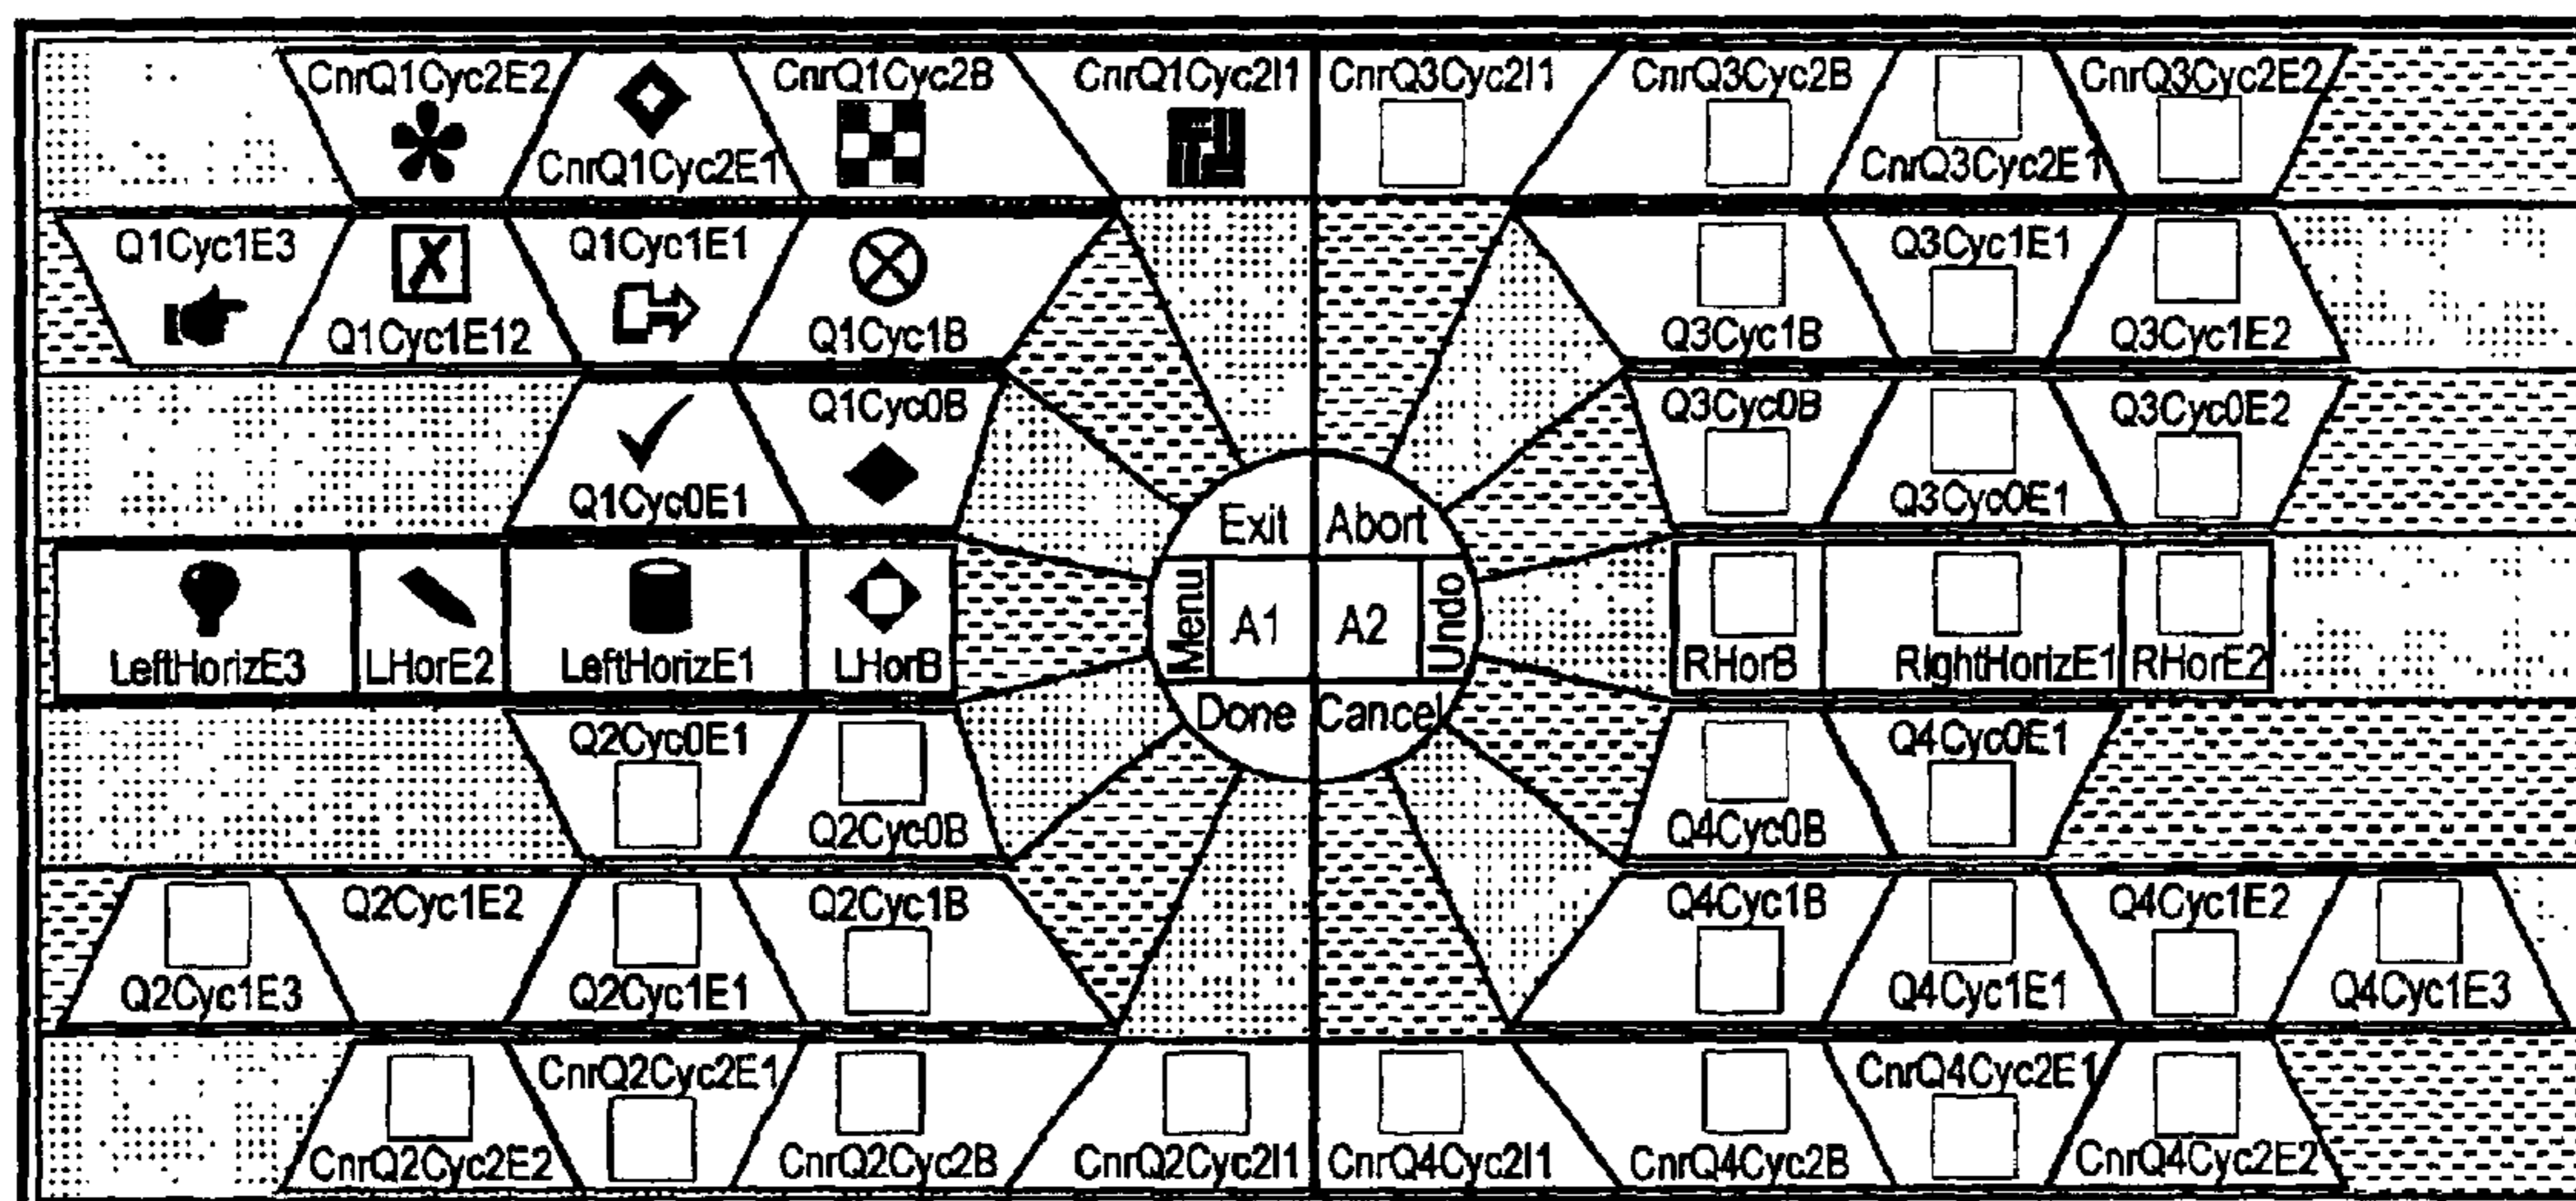 CnrQ1Cyc2E2 CnrQ1Cyc2E1 CnrQ1Cyc2B CnrQ1Cyc2I1 CnrQ3Cyc2I1 CnrQ3Cyc2B CnrQ3Cyc2E1 CnrQ3Cyc2E2
Q1Cyc1E3 Q1Cyc1E12 Q1Cyc1E1 Q1Cyc1B Q3Cyc1B Q3Cyc1E1 Q3Cyc1E2
Q1Cyc0E1 Q1Cyc0B Q3Cyc0B Q3Cyc0E1 Q3Cyc0E2
Exit Abort
LeftHorizE3 LHorE2 LeftHorizE1 LHorB Menu A1 A2 Undo RHorB RightHorizE1 RHorE2
Done Cancel
Q2Cyc0E1 Q2Cyc0B Q4Cyc0B Q4Cyc0E1
Q2Cyc1E3 Q2Cyc1E2 Q2Cyc1E1 Q2Cyc1B Q4Cyc1B Q4Cyc1E1 Q4Cyc1E2 Q4Cyc1E3
CnrQ2Cyc2E2 CnrQ2Cyc2E1 CnrQ2Cyc2B CnrQ2Cyc2I1 CnrQ4Cyc2I1 CnrQ4Cyc2B CnrQ4Cyc2E1 CnrQ4Cyc2E2